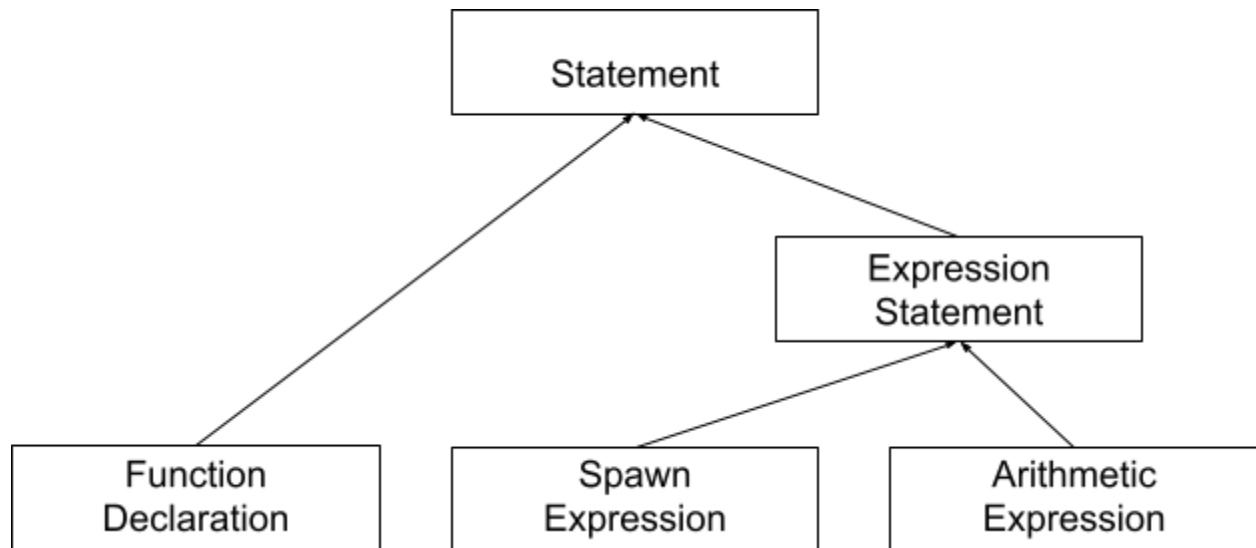 Statement
Expression
Statement
Function
Declaration
Spawn
Expression
Arithmetic
Expression